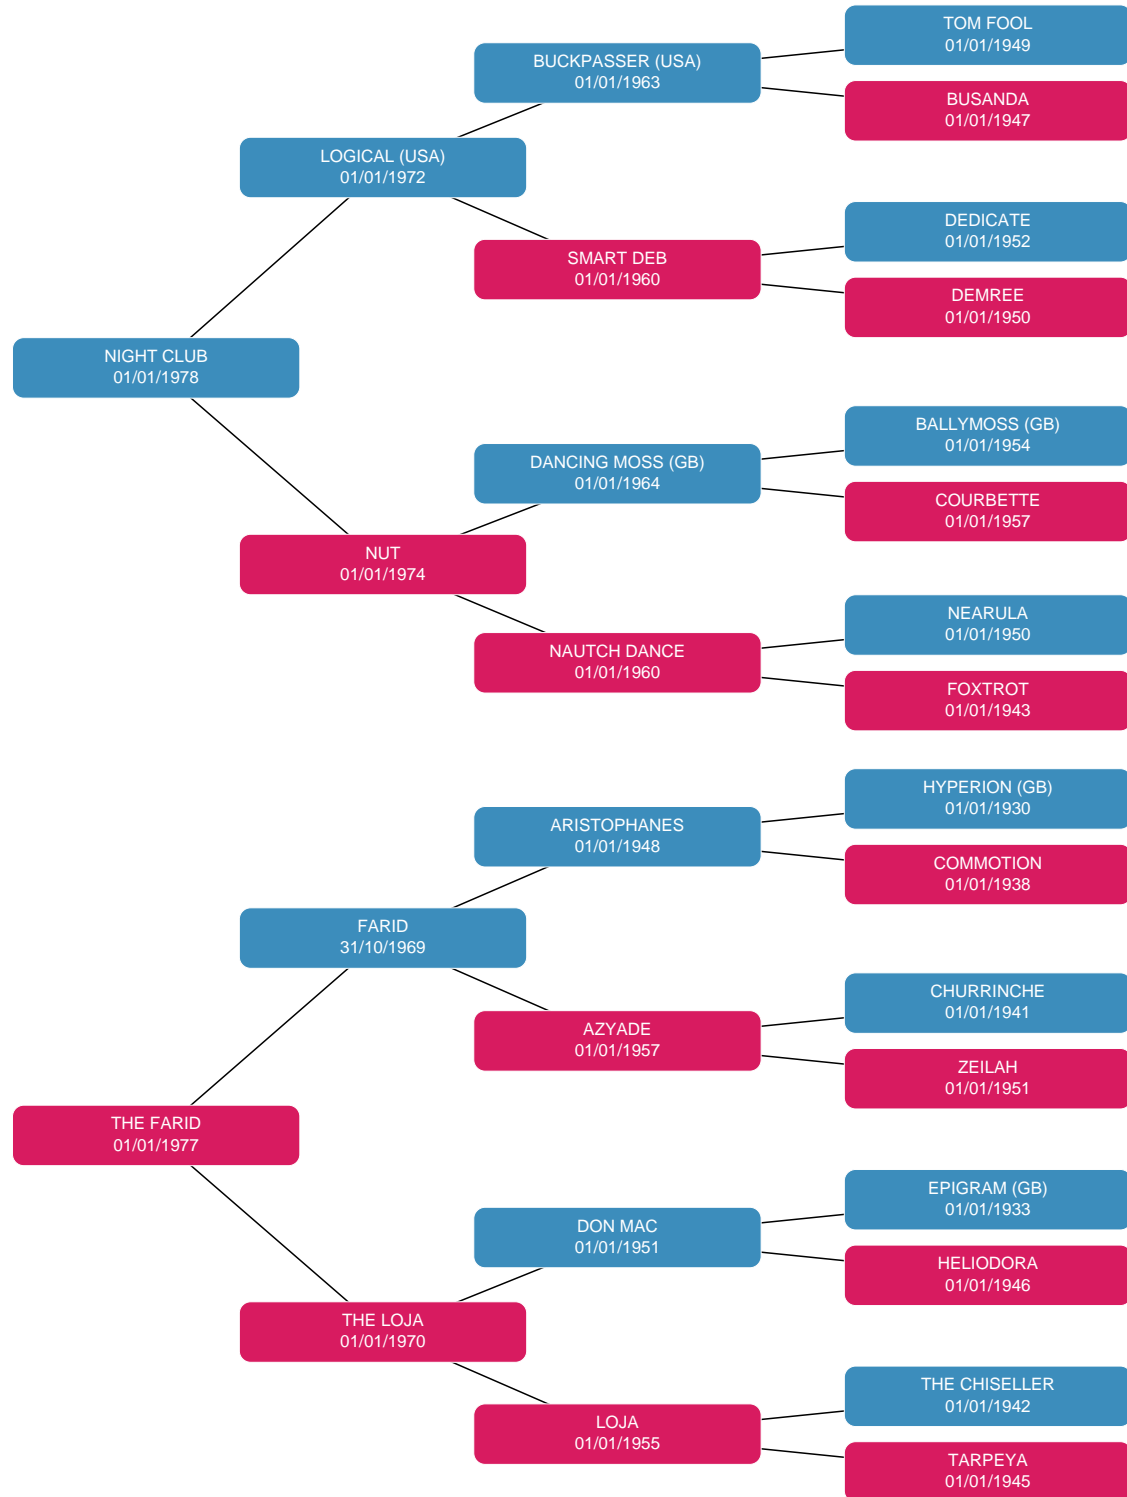 TOM FOOL
01/01/1949
BUCKPASSER (USA)
01/01/1963
BUSANDA
01/01/1947
LOGICAL (USA)
01/01/1972
DEDICATE
01/01/1952
SMART DEB
01/01/1960
DEMREE
01/01/1950
NIGHT CLUB
01/01/1978
BALLYMOSS (GB)
01/01/1954
DANCING MOSS (GB)
01/01/1964
COURBETTE
01/01/1957
NUT
01/01/1974
NEARULA
01/01/1950
NAUTCH DANCE
01/01/1960
FOXTROT
01/01/1943
HYPERION (GB)
01/01/1930
ARISTOPHANES
01/01/1948
COMMOTION
01/01/1938
FARID
31/10/1969
CHURRINCHE
01/01/1941
AZYADE
01/01/1957
ZEILAH
01/01/1951
THE FARID
01/01/1977
EPIGRAM (GB)
01/01/1933
DON MAC
01/01/1951
HELIODORA
01/01/1946
THE LOJA
01/01/1970
THE CHISELLER
01/01/1942
LOJA
01/01/1955
TARPEYA
01/01/1945